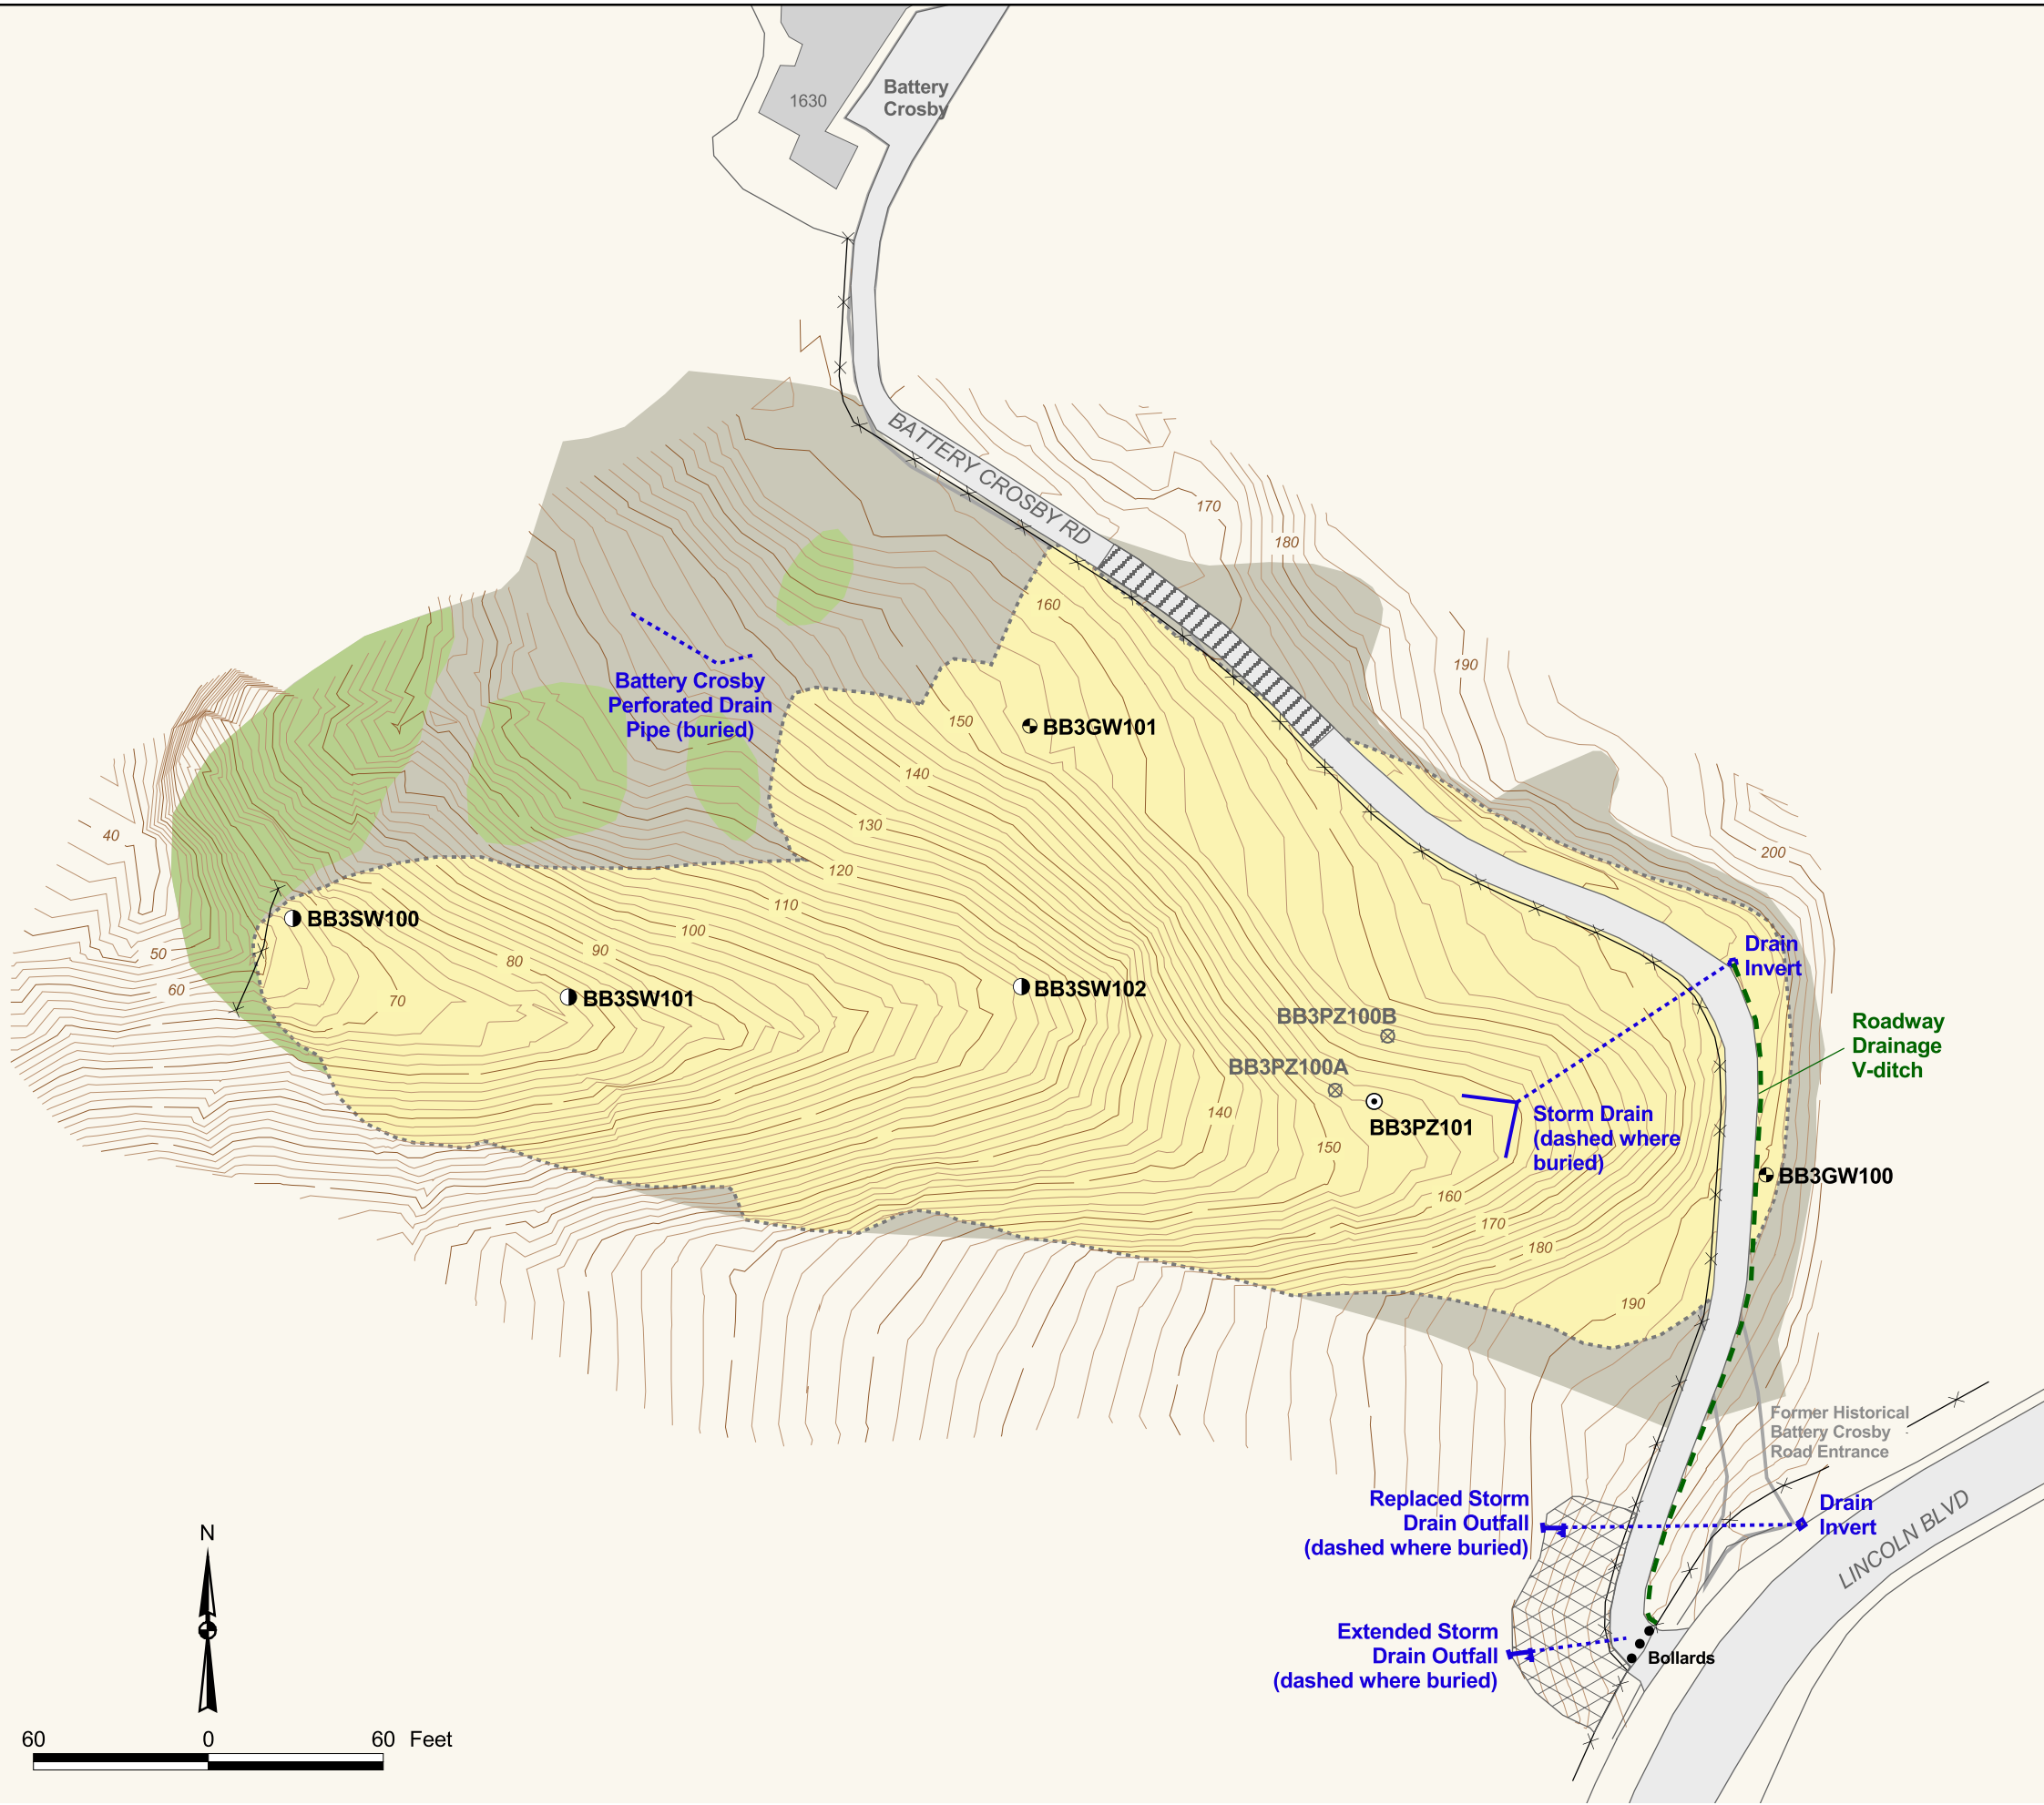 Battery
Crosby
1630
BATTERY CROSBY RD
170
180
160
190
Battery Crosby
Perforated Drain
Pipe (buried)
150
BB3GW101
140
130
40
120
200
110
BB3SW100
100
90
Drain
Invert
50
80
60
70
BB3SW101
BB3SW102
BB3PZ100B
Roadway
Drainage
V-ditch
BB3PZ100A
140
BB3PZ101
Storm Drain
(dashed where
buried)
150
BB3GW100
160
170
180
190
Former Historical
Battery Crosby
Road Entrance
Replaced Storm
Drain Outfall
(dashed where buried)
Drain
Invert
LINCOLN BLVD
N
Extended Storm
Drain Outfall
(dashed where buried)
Bollards
60 0 60 Feet